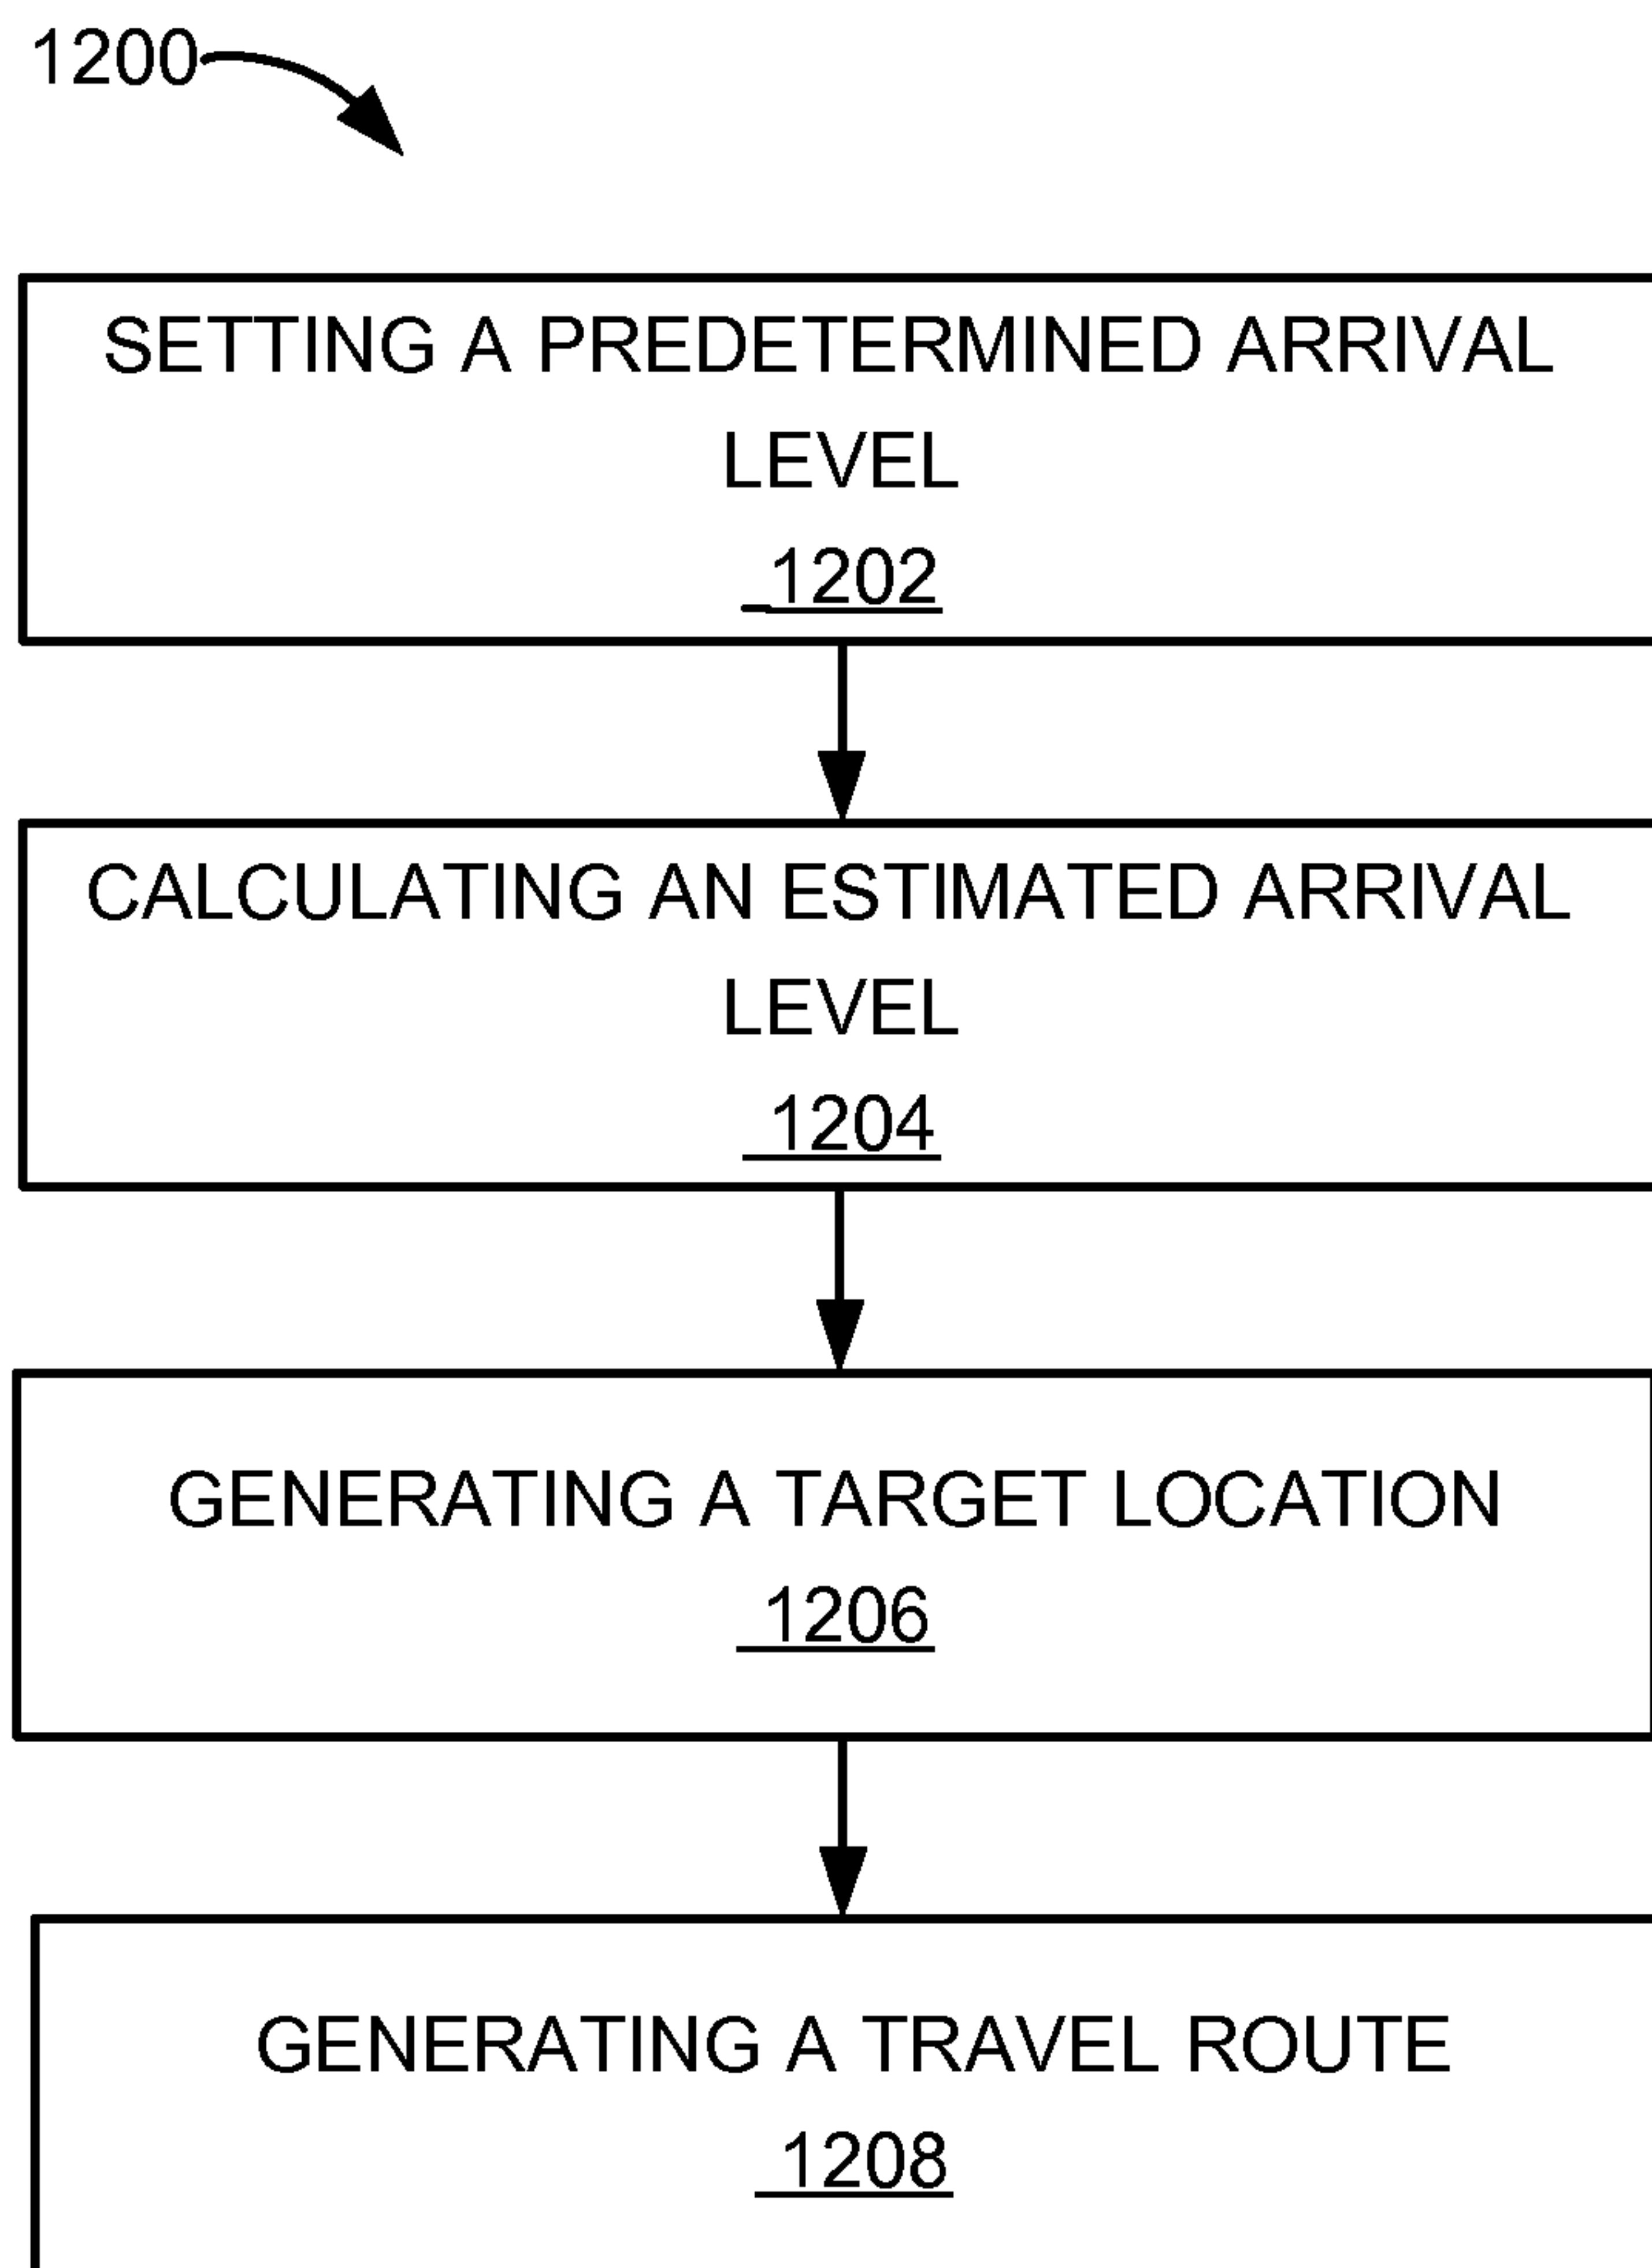 1200
SETTING A PREDETERMINED ARRIVAL
LEVEL
1202
CALCULATING AN ESTIMATED ARRIVAL
LEVEL
1204
GENERATING A TARGET LOCATION
1206
GENERATING A TRAVEL ROUTE
1208